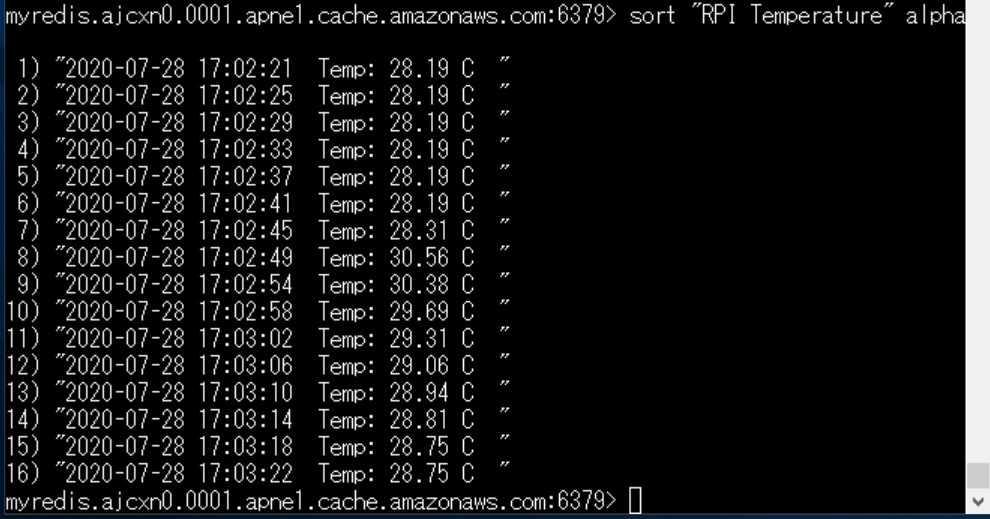 myredis.ajcxn0.0001.apne1.cache.amazonaws.com:6379> sort "RPI Temperature" alpha
1) "2020-07-28 17:02:21  Temp: 28.19 C  "
2) "2020-07-28 17:02:25  Temp: 28.19 C  "
3) "2020-07-28 17:02:29  Temp: 28.19 C  "
4) "2020-07-28 17:02:33  Temp: 28.19 C  "
5) "2020-07-28 17:02:37  Temp: 28.19 C  "
6) "2020-07-28 17:02:41  Temp: 28.19 C  "
7) "2020-07-28 17:02:45  Temp: 28.31 C  "
8) "2020-07-28 17:02:49  Temp: 30.56 C  "
9) "2020-07-28 17:02:54  Temp: 30.38 C  "
10) "2020-07-28 17:02:58  Temp: 29.69 C  "
11) "2020-07-28 17:03:02  Temp: 29.31 C  "
12) "2020-07-28 17:03:06  Temp: 29.06 C  "
13) "2020-07-28 17:03:10  Temp: 28.94 C  "
14) "2020-07-28 17:03:14  Temp: 28.81 C  "
15) "2020-07-28 17:03:18  Temp: 28.75 C  "
16) "2020-07-28 17:03:22  Temp: 28.75 C  "
myredis.ajcxn0.0001.apne1.cache.amazonaws.com:6379>